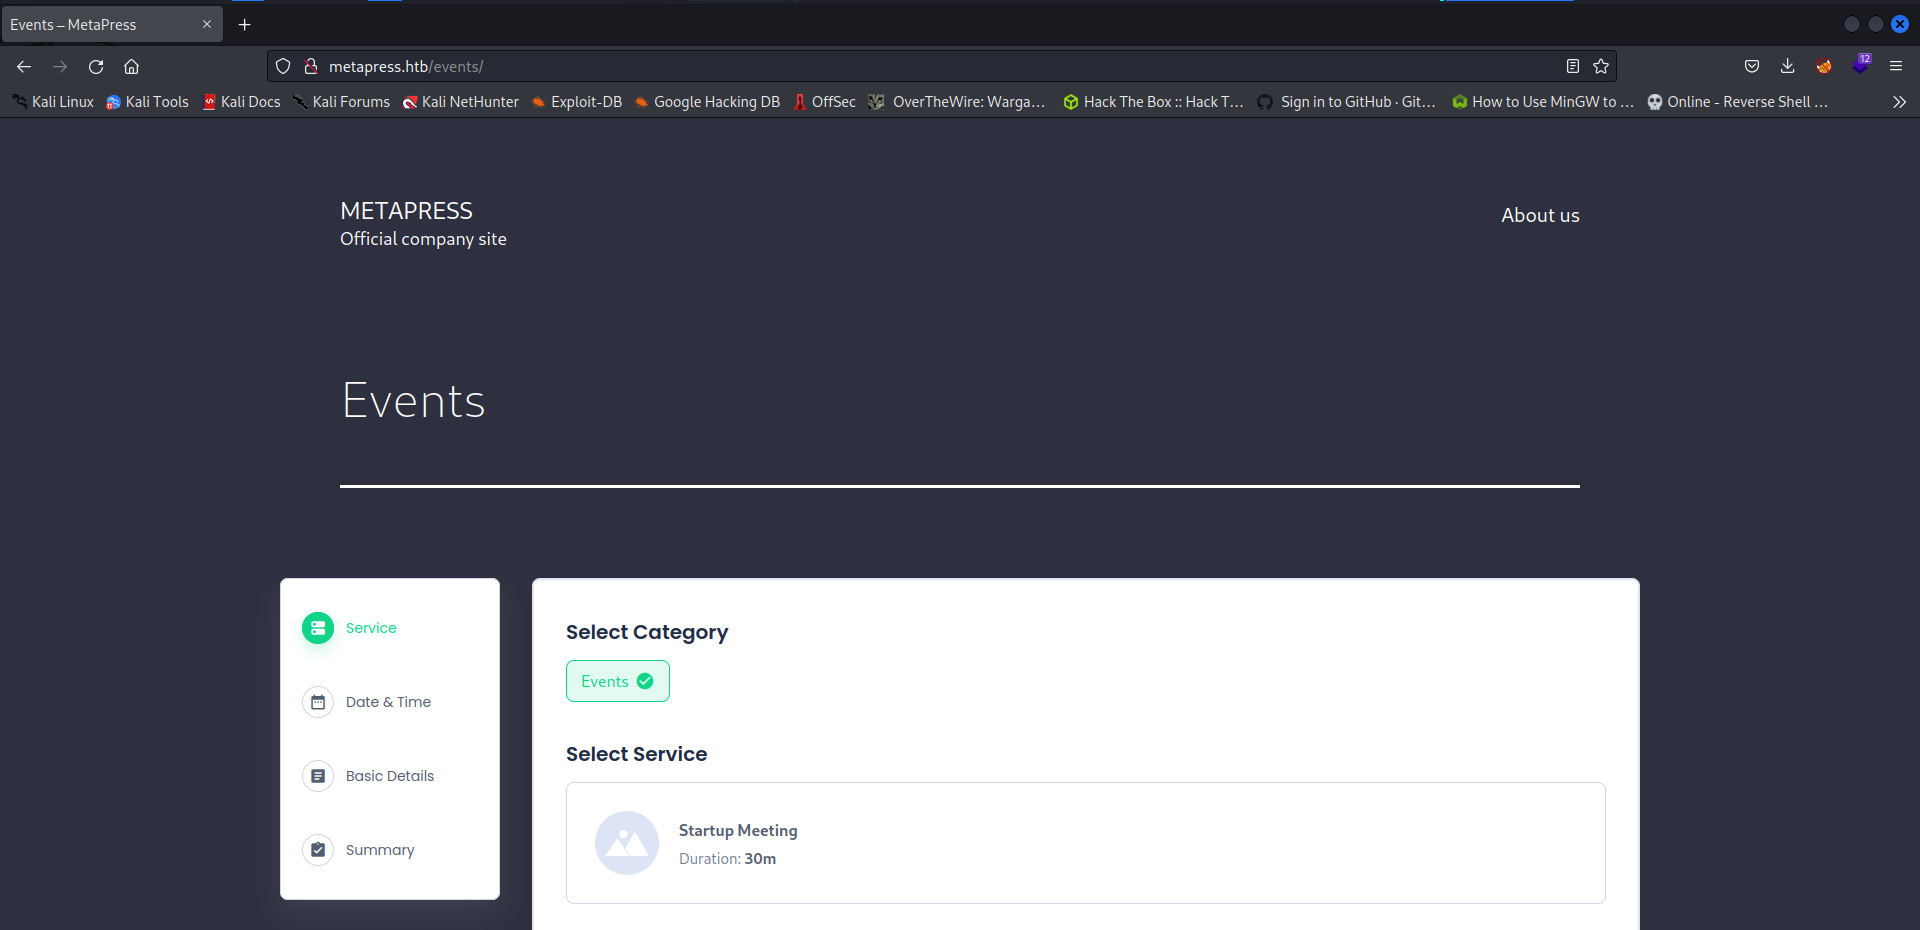 Events – MetaPress
metapress.htb/events/
12
Kali Linux Kali Tools Kali Docs Kali Forums Kali NetHunter Exploit-DB Google Hacking DB OffSec OverTheWire: Warga… Hack The Box :: Hack T… Sign in to GitHub · Git… How to Use MinGW to … Online - Reverse Shell …
METAPRESS
About us
Official company site
Events
Service
Date & Time
Basic Details
Summary
Select Category
Events
Select Service
Startup Meeting
Duration: 30m